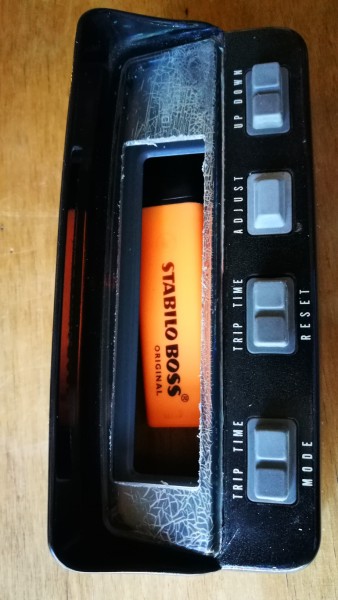 STABILO BOSS®
ORIGINAL
TRIP TIME
MODE
TRIP TIME
RESET
ADJUST
UP DOWN